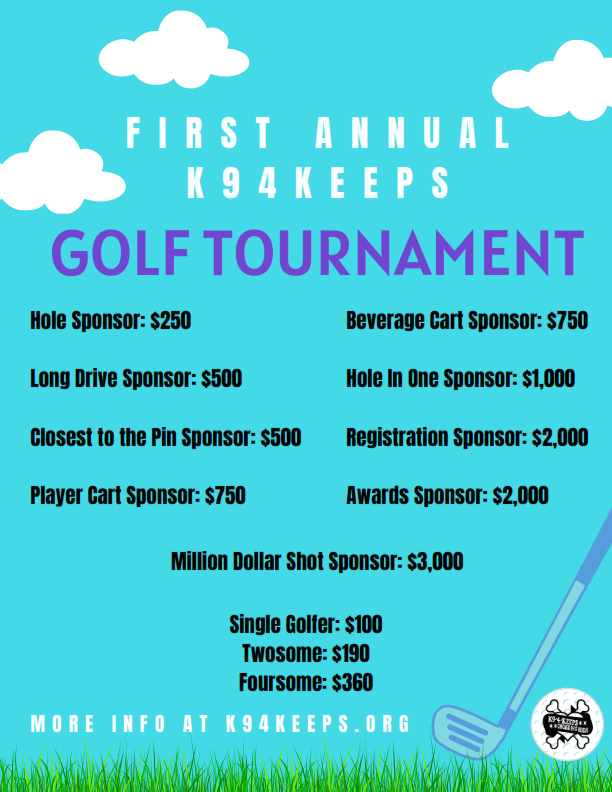 FIRST ANNUAL
K94KEEPS
GOLF TOURNAMENT
Hole Sponsor: $250
Beverage Cart Sponsor: $750
Long Drive Sponsor: $500
Hole In One Sponsor: $1,000
Closest to the Pin Sponsor: $500
Registration Sponsor: $2,000
Player Cart Sponsor: $750
Awards Sponsor: $2,000
Million Dollar Shot Sponsor: $3,000
Single Golfer: $100
Twosome: $190
Foursome: $360
MORE INFO AT K94KEEPS.ORG
K9-4-KEEPS